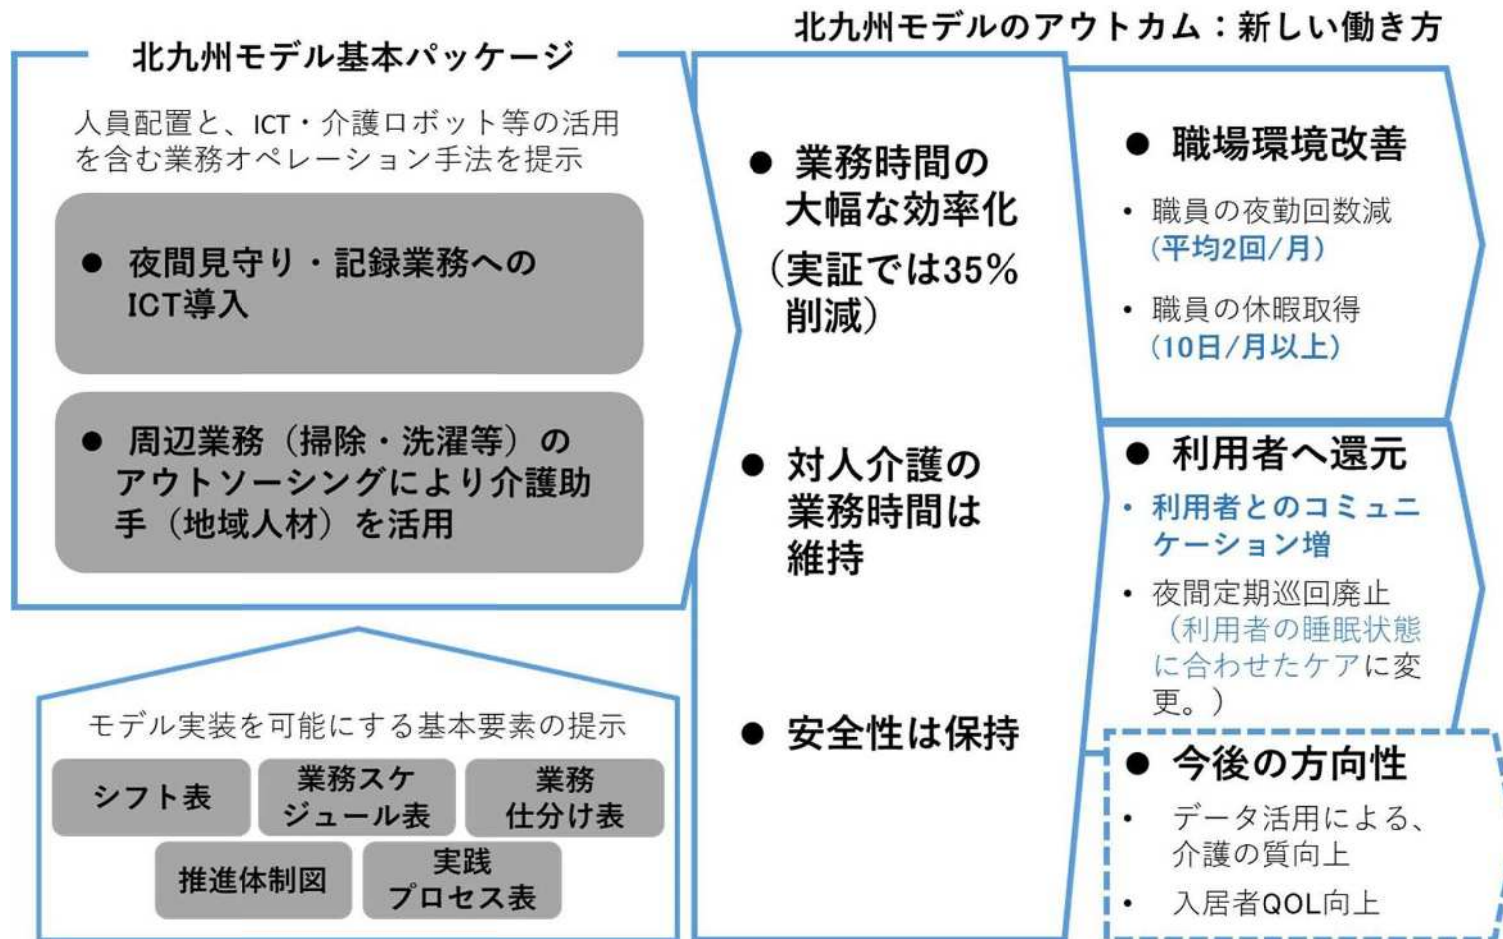 北九州モデル基本パッケージ
人員配置と、ICT・介護ロボット等の活用
を含む業務オペレーション手法を提示
● 夜間見守り・記録業務への
ICT導入
● 周辺業務（掃除・洗濯等）の
アウトソーシングにより介護助
手（地域人材）を活用
モデル実装を可能にする基本要素の提示
シフト表
業務スケ
ジュール表
業務
仕分け表
推進体制図
実践
プロセス表
北九州モデルのアウトカム：新しい働き方
● 業務時間の
大幅な効率化
（実証では35%
削減）
● 対人介護の
業務時間は
維持
● 安全性は保持
● 職場環境改善
• 職員の夜勤回数減
(平均2回/月)
• 職員の休暇取得
(10日/月以上)
● 利用者へ還元
• 利用者とのコミュニ
ケーション増
• 夜間定期巡回廃止
（利用者の睡眠状態
に合わせたケアに変
更。）
● 今後の方向性
• データ活用による、
介護の質向上
• 入居者QOL向上